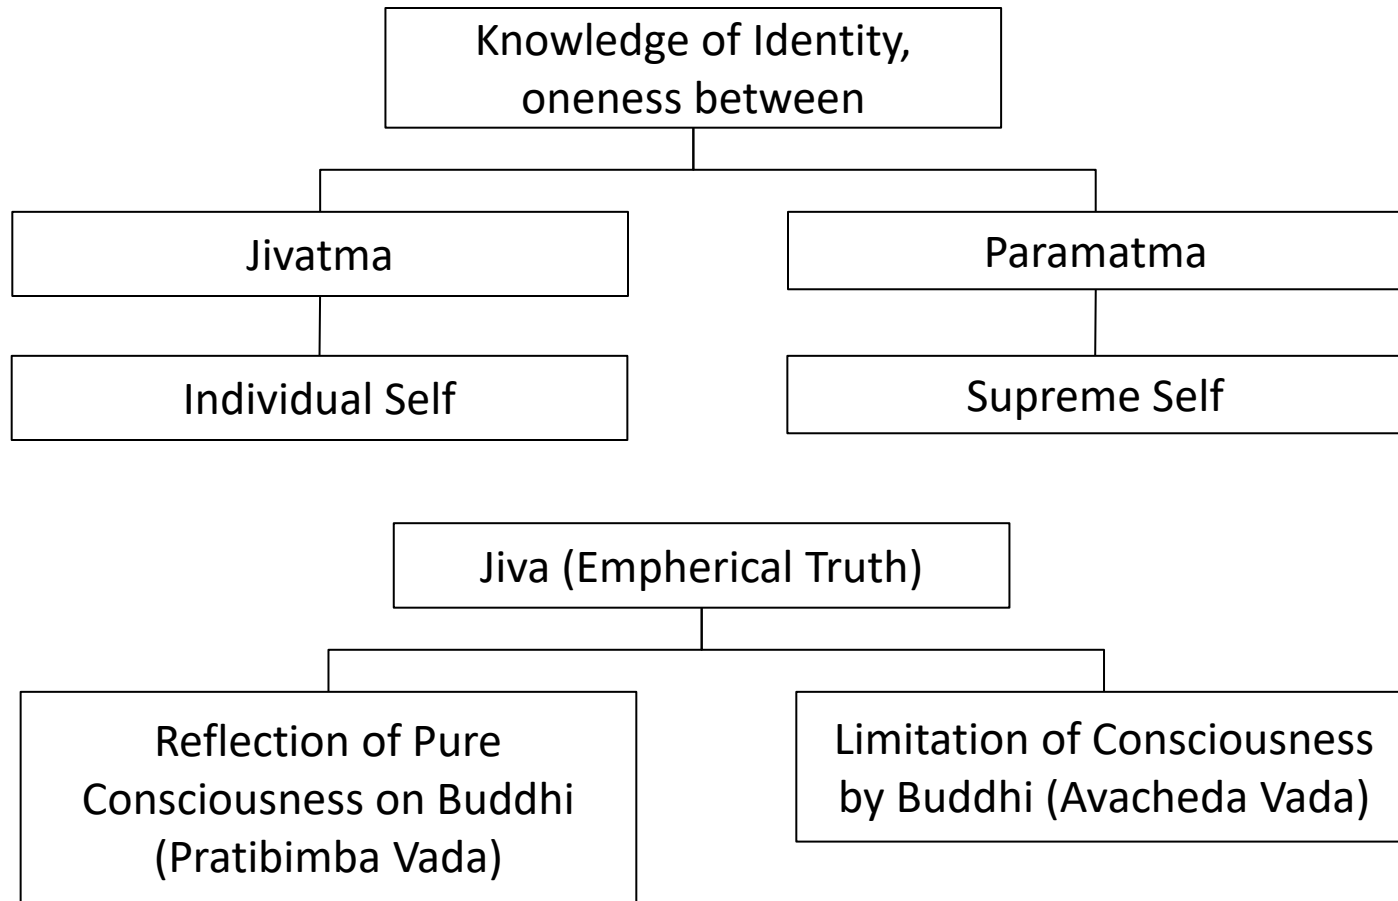 Knowledge of Identity,
oneness between
Jivatma
Paramatma
Individual Self
Supreme Self
Jiva (Empherical Truth)
Reflection of Pure
Consciousness on Buddhi
(Pratibimba Vada)
Limitation of Consciousness
by Buddhi (Avacheda Vada)